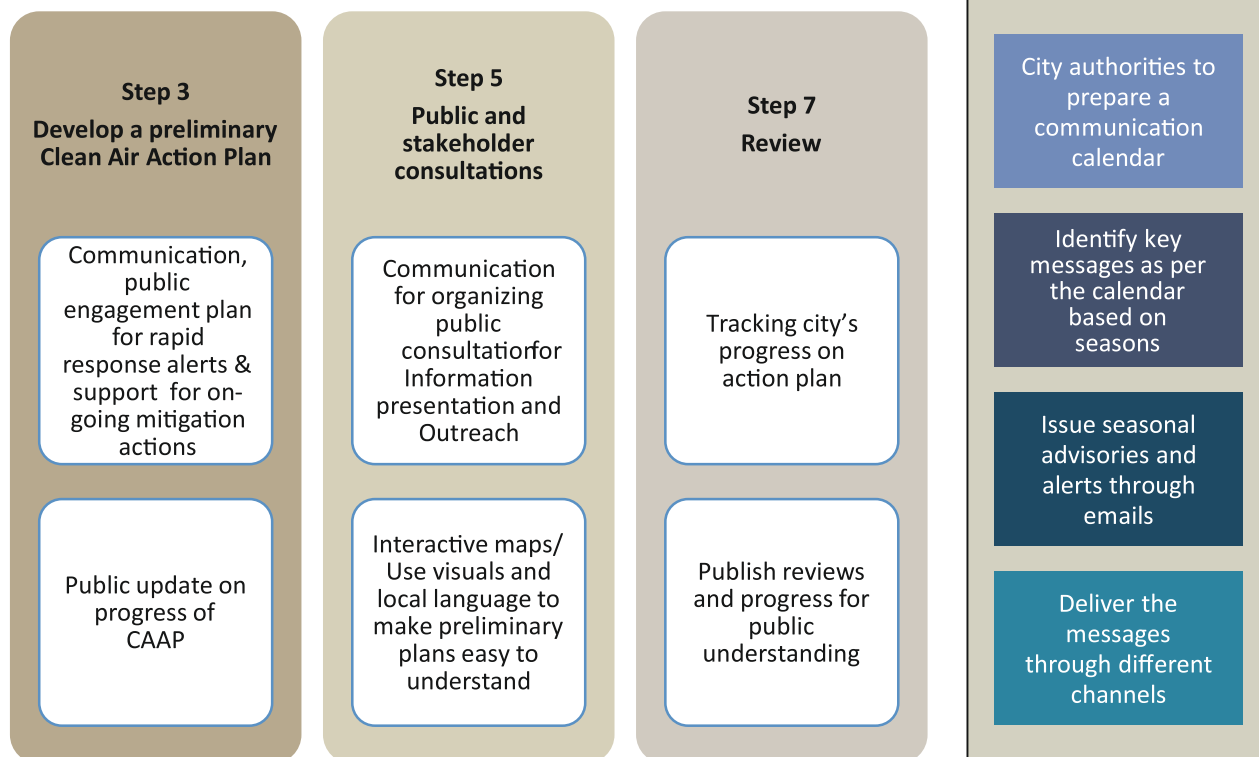 Step 3
Develop a preliminary
Clean Air Action Plan
Communication,
public
engagement plan
for rapid
response alerts &
support for on-
going mitigation
actions
Public update on
progress of
CAAP
Step 5
Public and
stakeholder
consultations
Communication
for organizing
public
consultationfor
Information
presentation and
Outreach
Interactive maps/
Use visuals and
local language to
make preliminary
plans easy to
understand
Step 7
Review
Tracking city’s
progress on
action plan
Publish reviews
and progress for
public
understanding
City authorities to
prepare a
communication
calendar
Identify key
messages as per
the calendar
based on
seasons
Issue seasonal
advisories and
alerts through
emails
Deliver the
messages
through different
channels